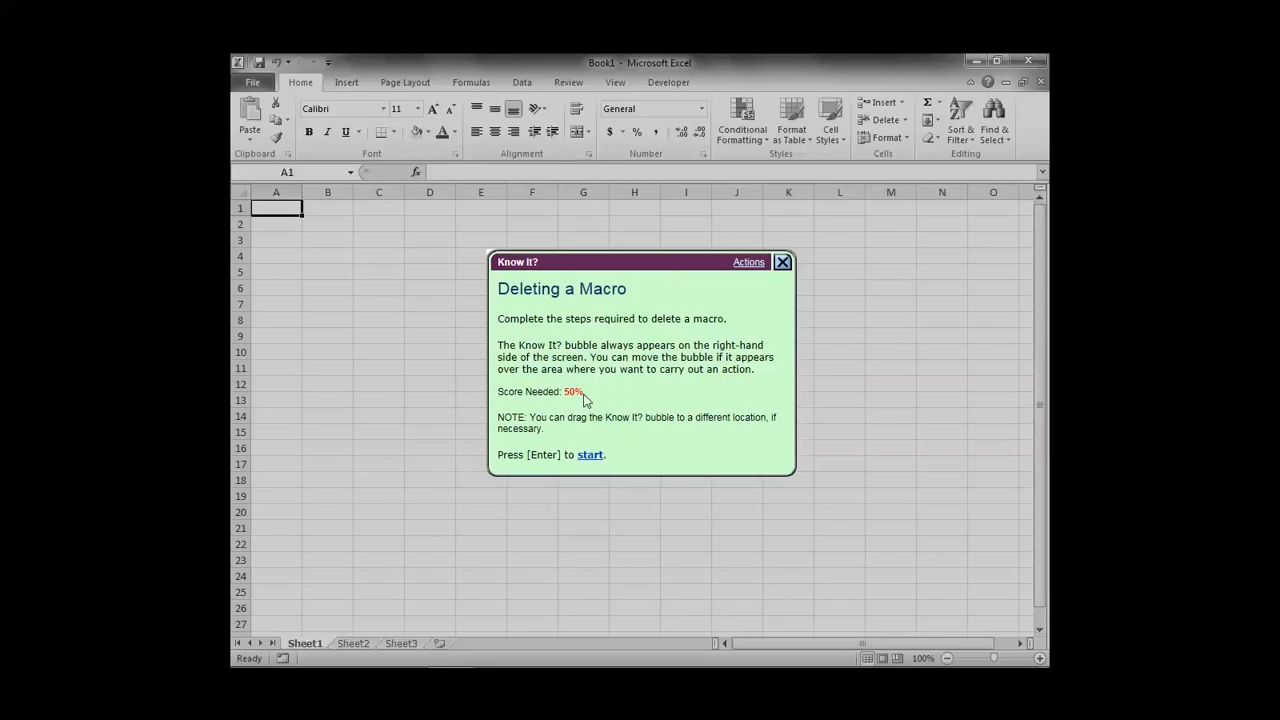 Book1 - Microsoft Excel
File Home Insert Page Layout Formulas Data Review View Developer
Calibri 11 General Insert
Paste Conditional Format Cell Delete Sort & Find &
B I U $ % , Formatting as Table Styles Format Filter Select
Clipboard Font Alignment Number Styles Cells Editing
A1 fx
A B C D E F G H I J K L M N O
1
2
3
4
5
6
7
8
9
10
11
12
13
14
15
16
17
18
19
20
21
22
23
24
25
26
27
Know It? Actions
Deleting a Macro
Complete the steps required to delete a macro.
The Know It? bubble always appears on the right-hand
side of the screen. You can move the bubble if it appears
over the area where you want to carry out an action.
Score Needed: 50%
NOTE: You can drag the Know It? bubble to a different location, if
necessary.
Press [Enter] to start.
Sheet1 Sheet2 Sheet3
Ready 100%